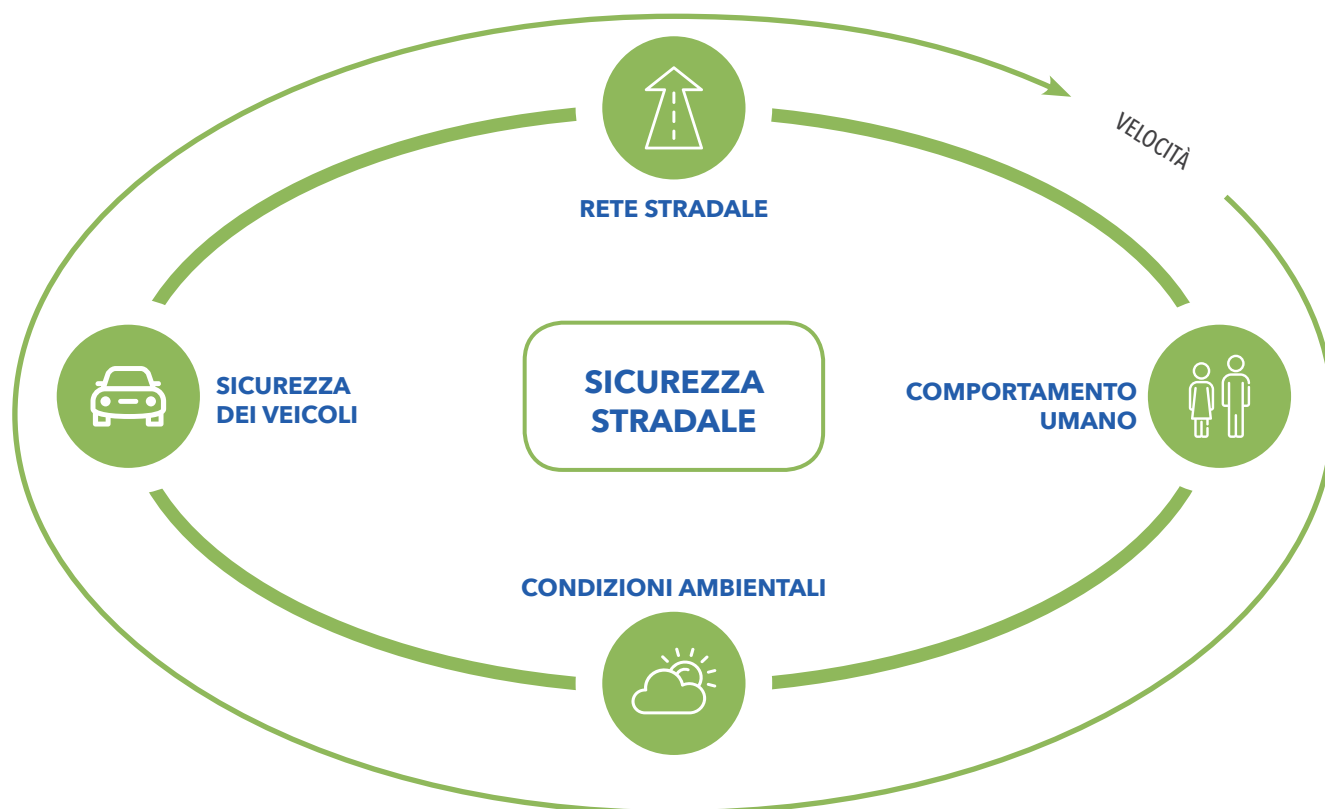 VELOCITÀ
RETE STRADALE
SICUREZZA
DEI VEICOLI
SICUREZZA
STRADALE
COMPORTAMENTO
UMANO
CONDIZIONI AMBIENTALI